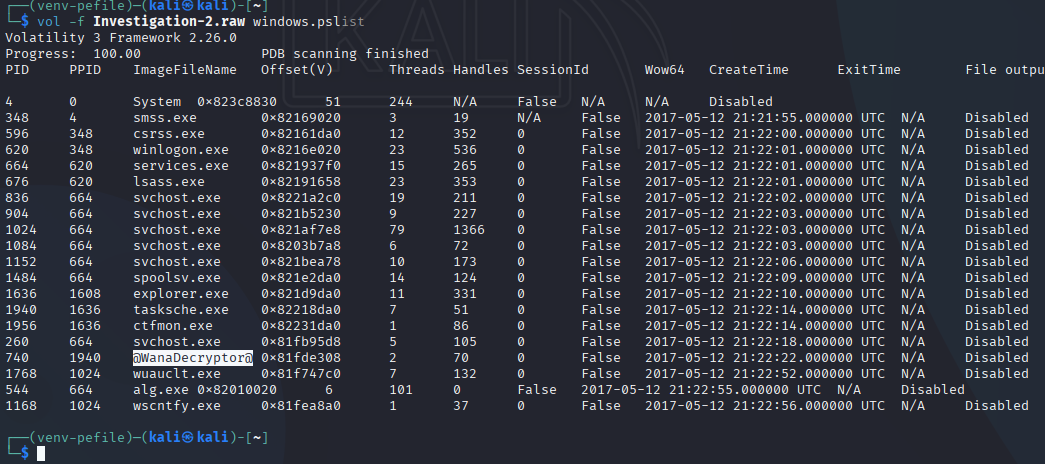 ┌──(venv-pefile)─(kali㉿kali)-[~]
└─$ vol -f Investigation-2.raw windows.pslist
Volatility 3 Framework 2.26.0
Progress:  100.00               PDB scanning finished
PID     PPID    ImageFileName   Offset(V)       Threads Handles SessionId       Wow64   CreateTime      ExitTime        File outpu
4       0       System  0×823c8830      51      244     N/A     False   N/A     N/A     Disabled
348     4       smss.exe        0×82169020      3       19      N/A     False   2017-05-12 21:21:55.000000 UTC  N/A     Disabled
596     348     csrss.exe       0×82161da0      12      352     0       False   2017-05-12 21:22:00.000000 UTC  N/A     Disabled
620     348     winlogon.exe    0×8216e020      23      536     0       False   2017-05-12 21:22:01.000000 UTC  N/A     Disabled
664     620     services.exe    0×821937f0      15      265     0       False   2017-05-12 21:22:01.000000 UTC  N/A     Disabled
676     620     lsass.exe       0×82191658      23      353     0       False   2017-05-12 21:22:01.000000 UTC  N/A     Disabled
836     664     svchost.exe     0×8221a2c0      19      211     0       False   2017-05-12 21:22:02.000000 UTC  N/A     Disabled
904     664     svchost.exe     0×821b5230      9       227     0       False   2017-05-12 21:22:03.000000 UTC  N/A     Disabled
1024    664     svchost.exe     0×821af7e8      79      1366    0       False   2017-05-12 21:22:03.000000 UTC  N/A     Disabled
1084    664     svchost.exe     0×8203b7a8      6       72      0       False   2017-05-12 21:22:03.000000 UTC  N/A     Disabled
1152    664     svchost.exe     0×821bea78      10      173     0       False   2017-05-12 21:22:06.000000 UTC  N/A     Disabled
1484    664     spoolsv.exe     0×821e2da0      14      124     0       False   2017-05-12 21:22:09.000000 UTC  N/A     Disabled
1636    1608    explorer.exe    0×821d9da0      11      331     0       False   2017-05-12 21:22:10.000000 UTC  N/A     Disabled
1940    1636    tasksche.exe    0×82218da0      7       51      0       False   2017-05-12 21:22:14.000000 UTC  N/A     Disabled
1956    1636    ctfmon.exe      0×82231da0      1       86      0       False   2017-05-12 21:22:14.000000 UTC  N/A     Disabled
260     664     svchost.exe     0×81fb95d8      5       105     0       False   2017-05-12 21:22:18.000000 UTC  N/A     Disabled
740     1940    @WanaDecryptor@ 0×81fde308      2       70      0       False   2017-05-12 21:22:22.000000 UTC  N/A     Disabled
1768    1024    wuauclt.exe     0×81f747c0      7       132     0       False   2017-05-12 21:22:52.000000 UTC  N/A     Disabled
544     664     alg.exe 0×82010020      6       101     0       False   2017-05-12 21:22:55.000000 UTC  N/A     Disabled
1168    1024    wscntfy.exe     0×81fea8a0      1       37      0       False   2017-05-12 21:22:56.000000 UTC  N/A     Disabled
┌──(venv-pefile)─(kali㉿kali)-[~]
└─$